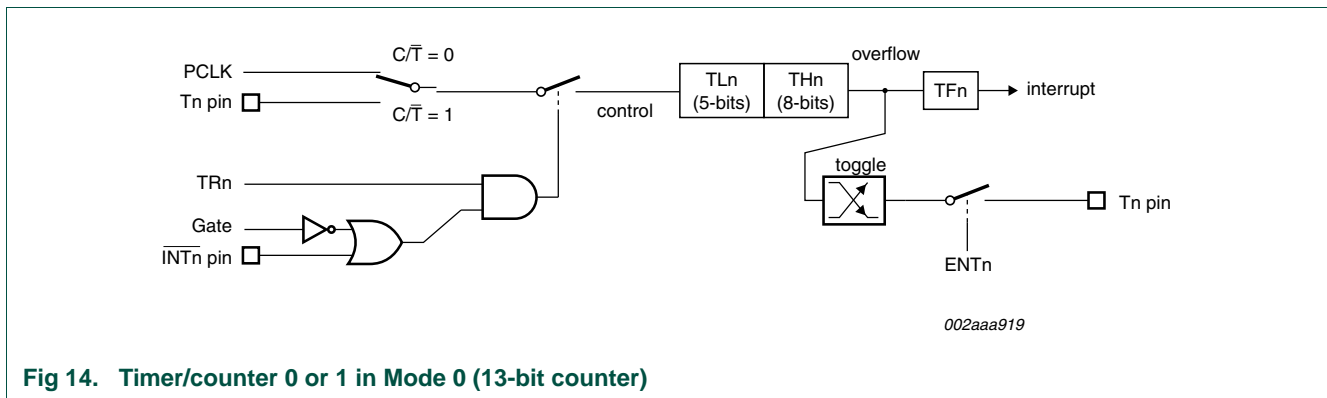 C/T̅ = 0
overflow
PCLK
TLn
(5-bits)
THn
(8-bits)
TFn
interrupt
Tn pin
C/T̅ = 1
control
toggle
TRn
Tn pin
Gate
I̅N̅T̅n̅ pin
ENTn
002aaa919
Fig 14. Timer/counter 0 or 1 in Mode 0 (13-bit counter)